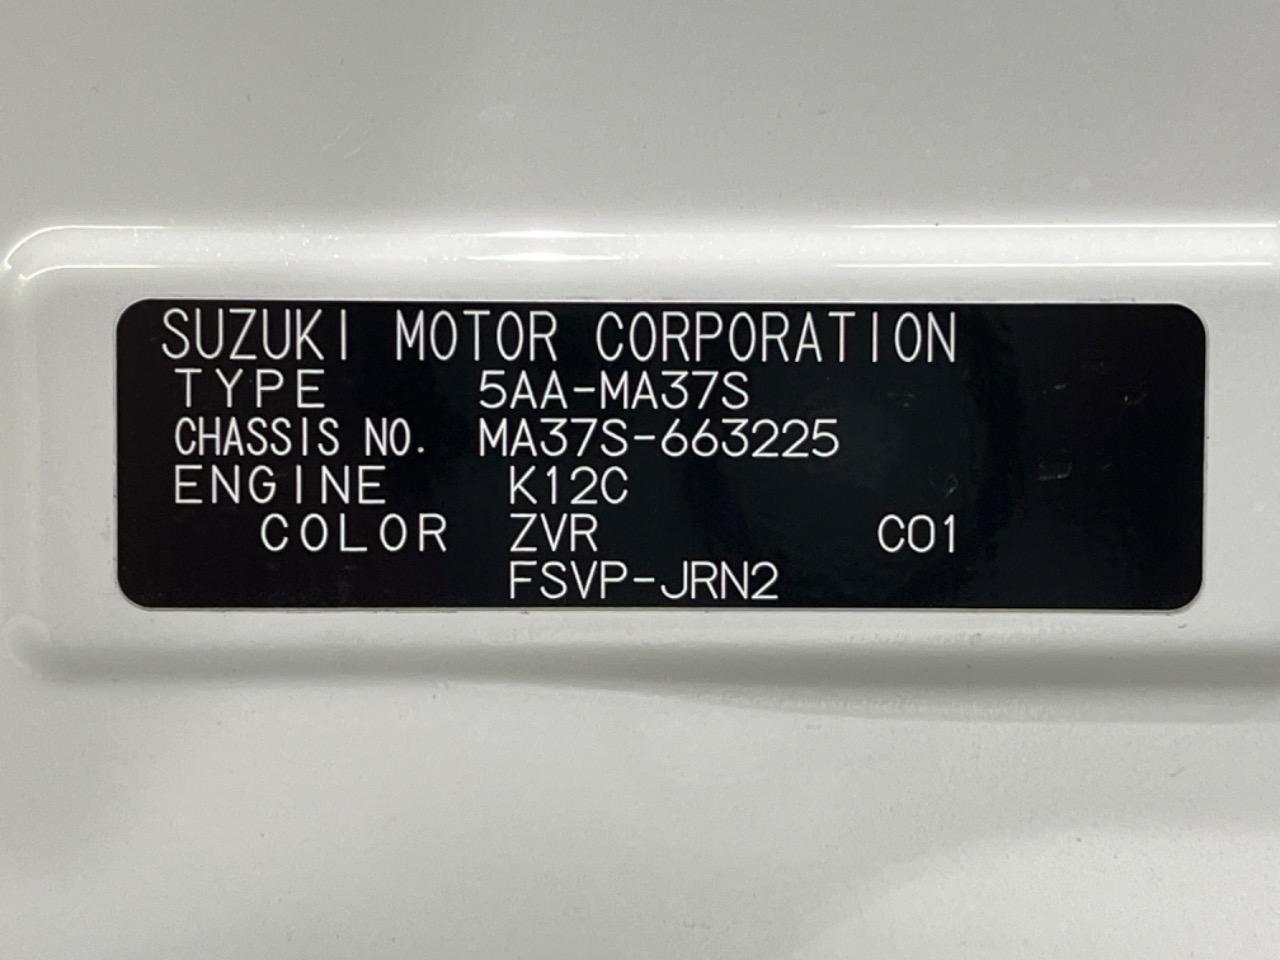 SUZUKI MOTOR CORPORATION
TYPE 5AA-MA37S
CHASSIS NO. MA37S-663225
ENGINE K12C
COLOR ZVR C01
FSVP-JRN2